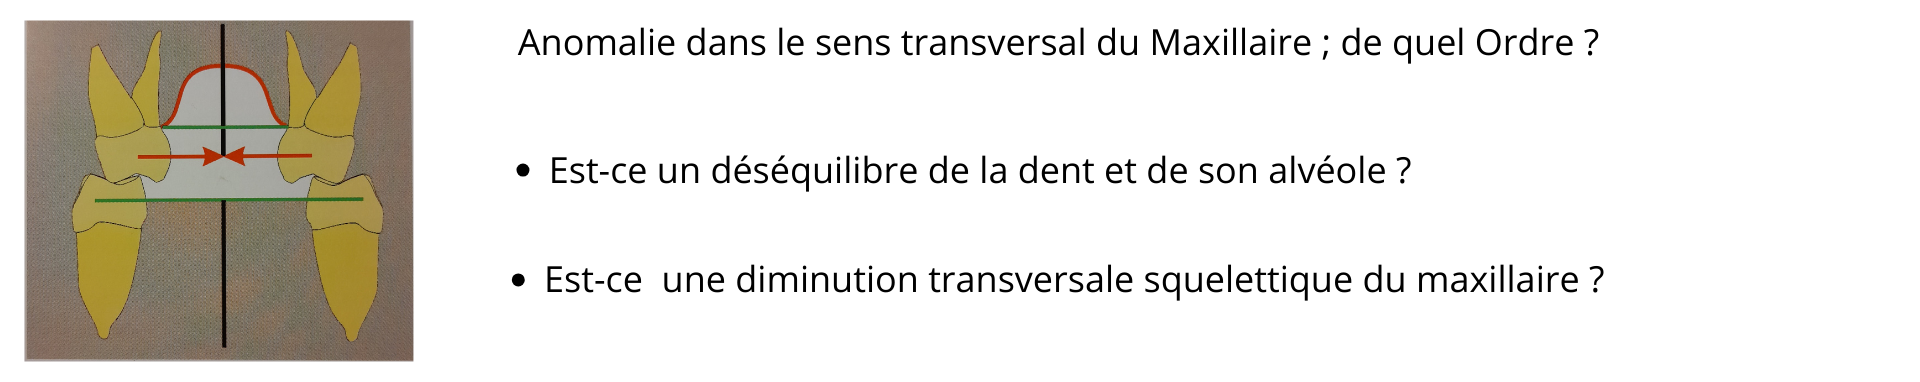 Anomalie dans le sens transversal du Maxillaire ; de quel Ordre ?
• Est-ce un déséquilibre de la dent et de son alvéole ?
• Est-ce  une diminution transversale squelettique du maxillaire ?